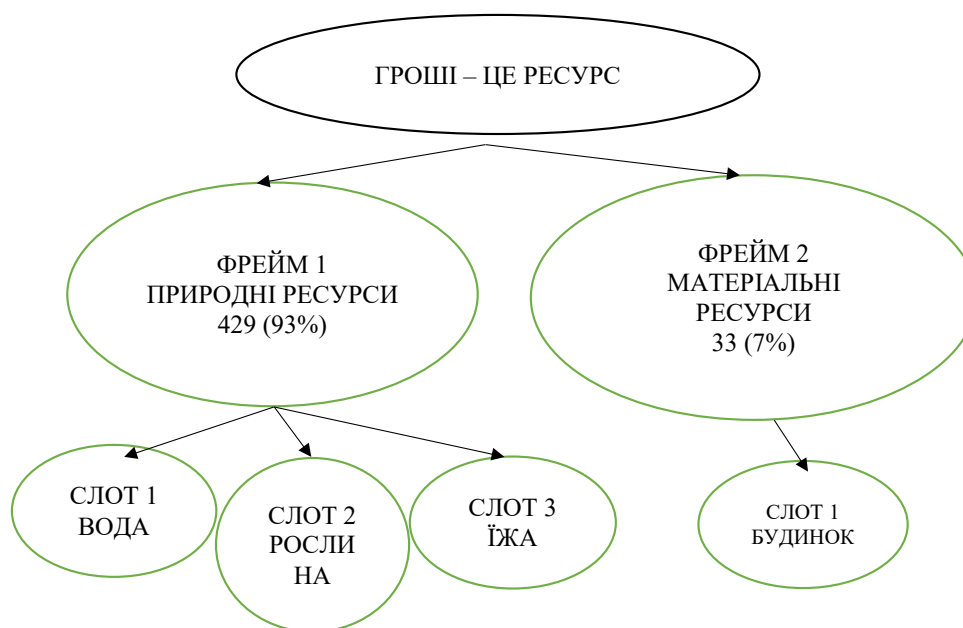 ГРОШІ – ЦЕ РЕСУРС
ФРЕЙМ 1
ПРИРОДНІ РЕСУРСИ
429 (93%)
ФРЕЙМ 2
МАТЕРІАЛЬНІ
РЕСУРСИ
33 (7%)
СЛОТ 1
ВОДА
СЛОТ 2
РОСЛИ
НА
СЛОТ 3
ЇЖА
СЛОТ 1
БУДИНОК